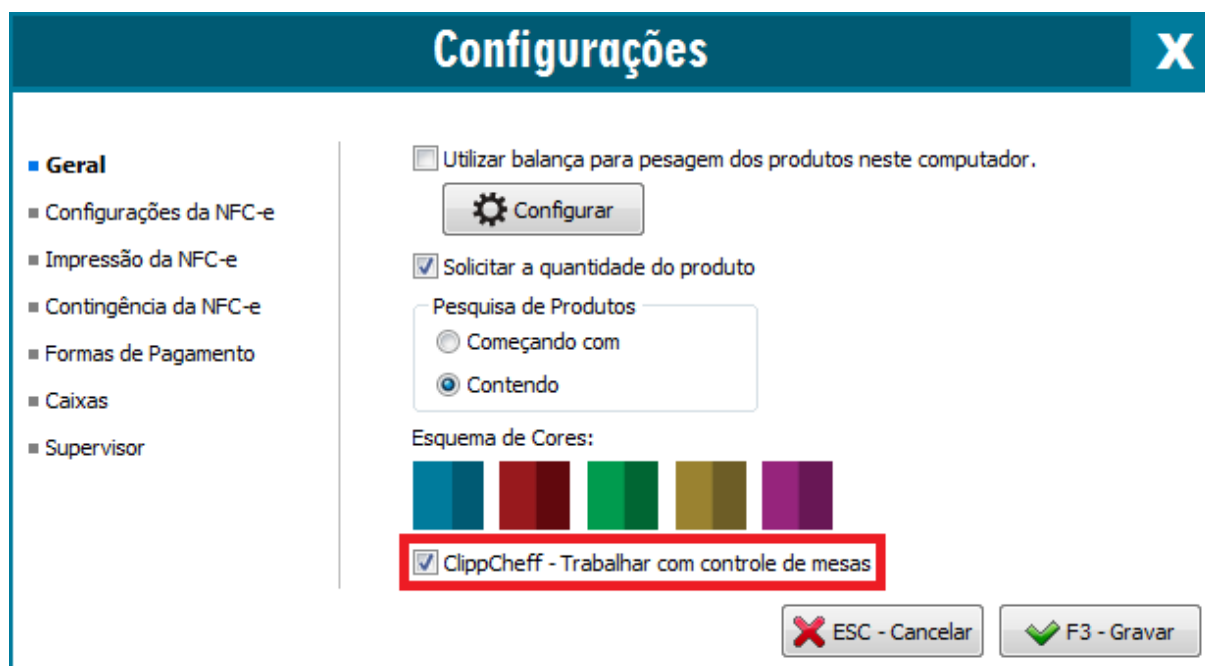 Configurações
X
Geral
Configurações da NFC-e
Impressão da NFC-e
Contingência da NFC-e
Formas de Pagamento
Caixas
Supervisor
Utilizar balança para pesagem dos produtos neste computador.
Configurar
Solicitar a quantidade do produto
Pesquisa de Produtos
Começando com
Contendo
Esquema de Cores:
ClippCheff - Trabalhar com controle de mesas
ESC - Cancelar
F3 - Gravar